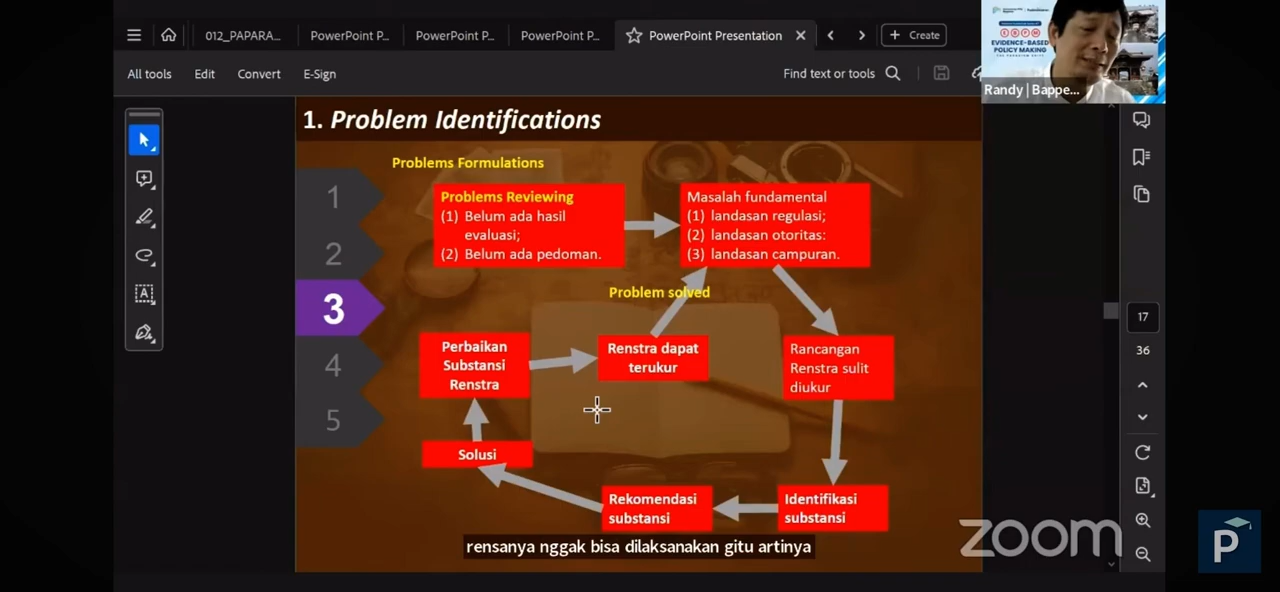 012_PAPARA...
PowerPoint P...
PowerPoint P...
PowerPoint P...
PowerPoint Presentation
Create
All tools
Edit
Convert
E-Sign
Find text or tools
EVIDENCE-BASED
POLICY MAKING
Randy | Bappe...
1. Problem Identifications
Problems Formulations
1
2
3
4
5
Problems Reviewing
(1) Belum ada hasil
evaluasi;
(2) Belum ada pedoman.
Masalah fundamental
(1) landasan regulasi;
(2) landasan otoritas:
(3) landasan campuran.
Problem solved
Perbaikan
Substansi
Renstra
Renstra dapat
terukur
Rancangan
Renstra sulit
diukur
Solusi
Rekomendasi
substansi
Identifikasi
substansi
rensanya nggak bisa dilaksanakan gitu artinya
17
36
zoom
P